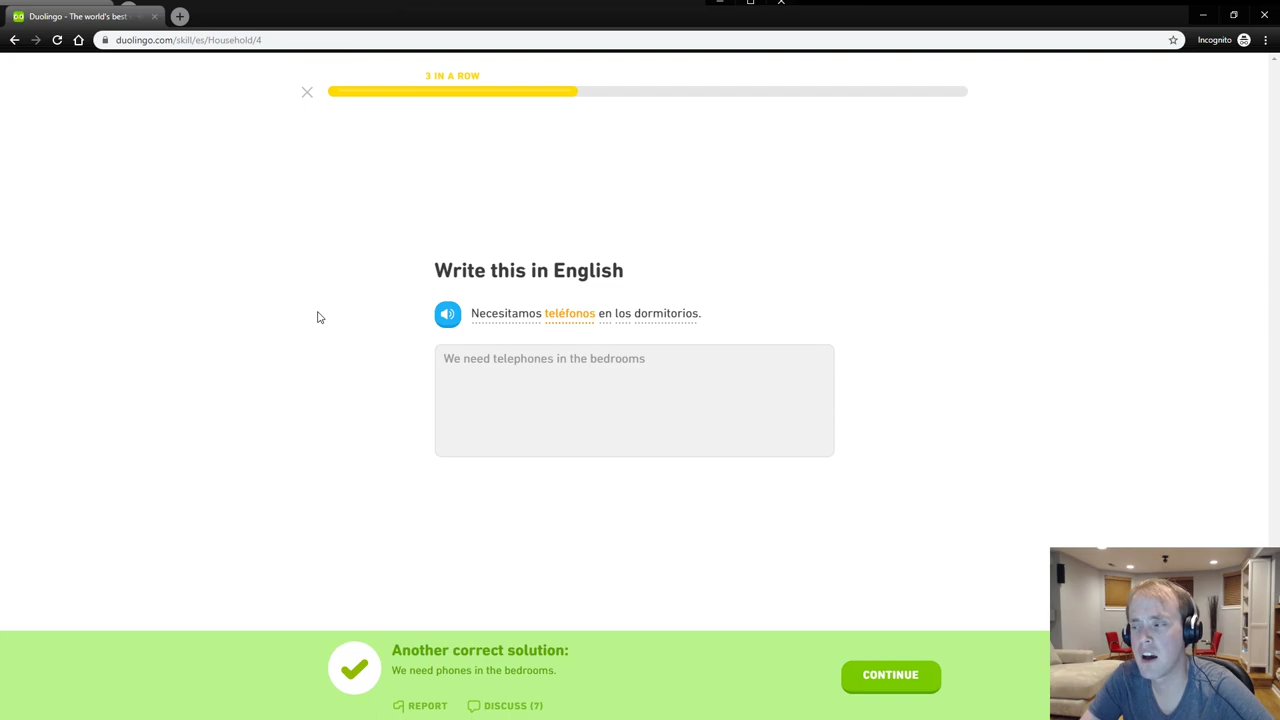 Duolingo - The world's best
duolingo.com/skill/es/Household/4
Incognito
3 IN A ROW
Write this in English
Necesitamos teléfonos en los dormitorios.
We need telephones in the bedrooms
Another correct solution:
We need phones in the bedrooms.
REPORT
DISCUSS (7)
CONTINUE